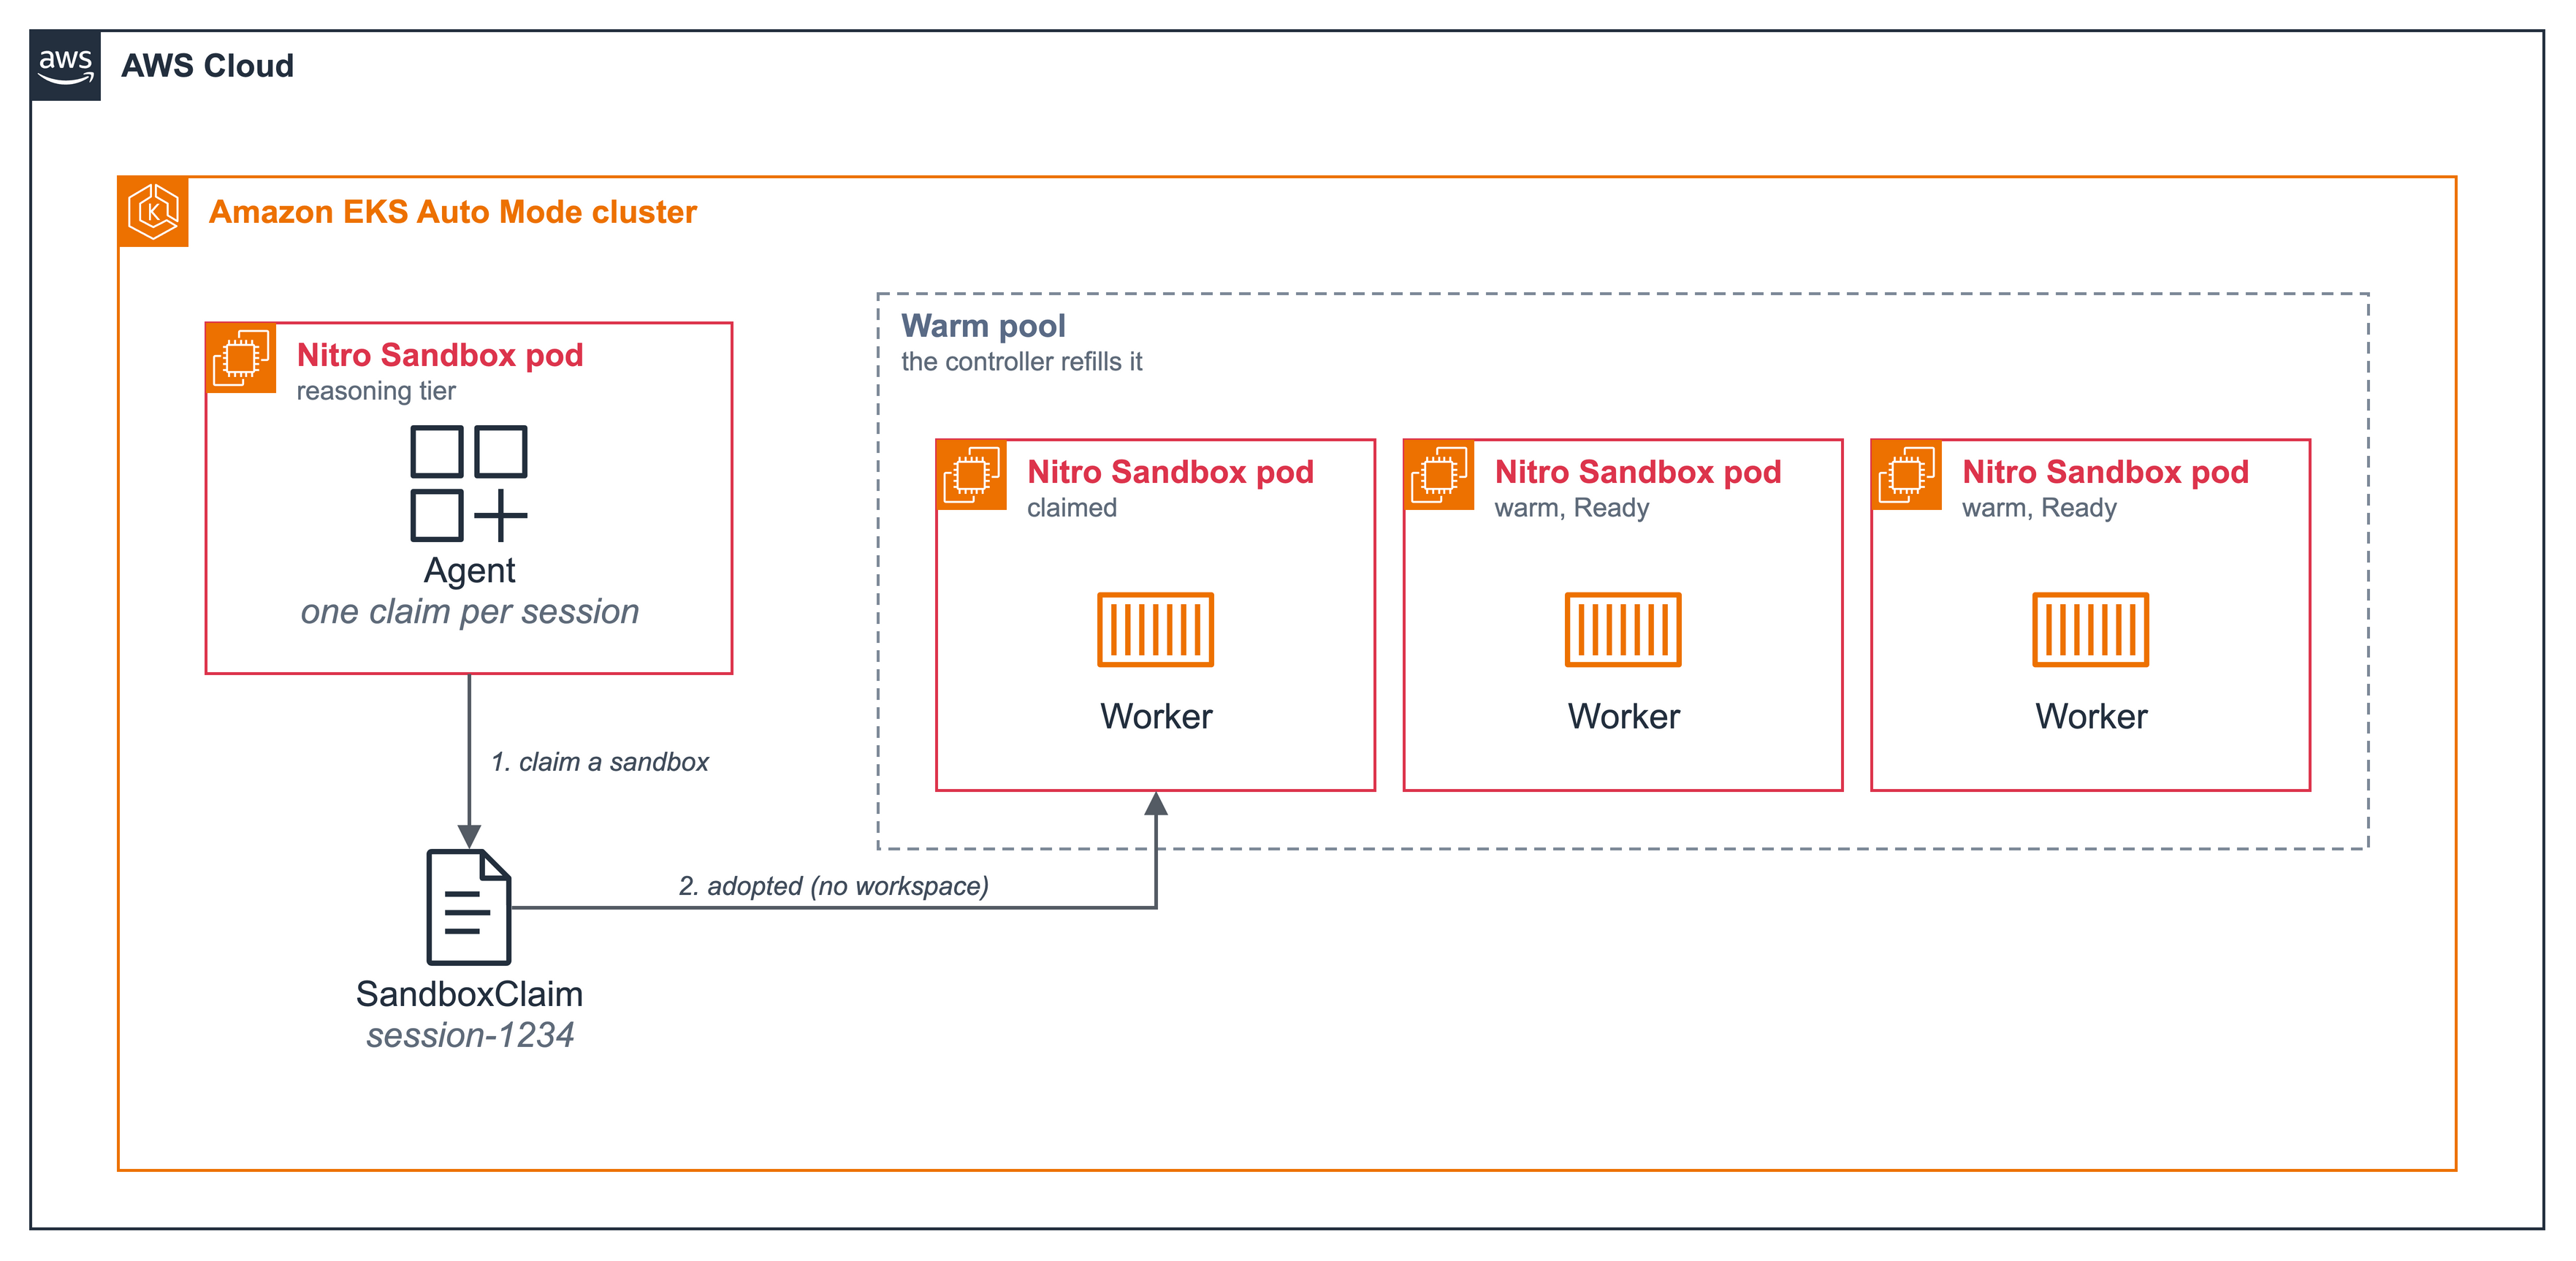 aws
AWS Cloud
Amazon EKS Auto Mode cluster
Nitro Sandbox pod
reasoning tier
Agent
one claim per session
1. claim a sandbox
SandboxClaim
session-1234
2. adopted (no workspace)
Warm pool
the controller refills it
Nitro Sandbox pod
claimed
Worker
Nitro Sandbox pod
warm, Ready
Worker
Nitro Sandbox pod
warm, Ready
Worker